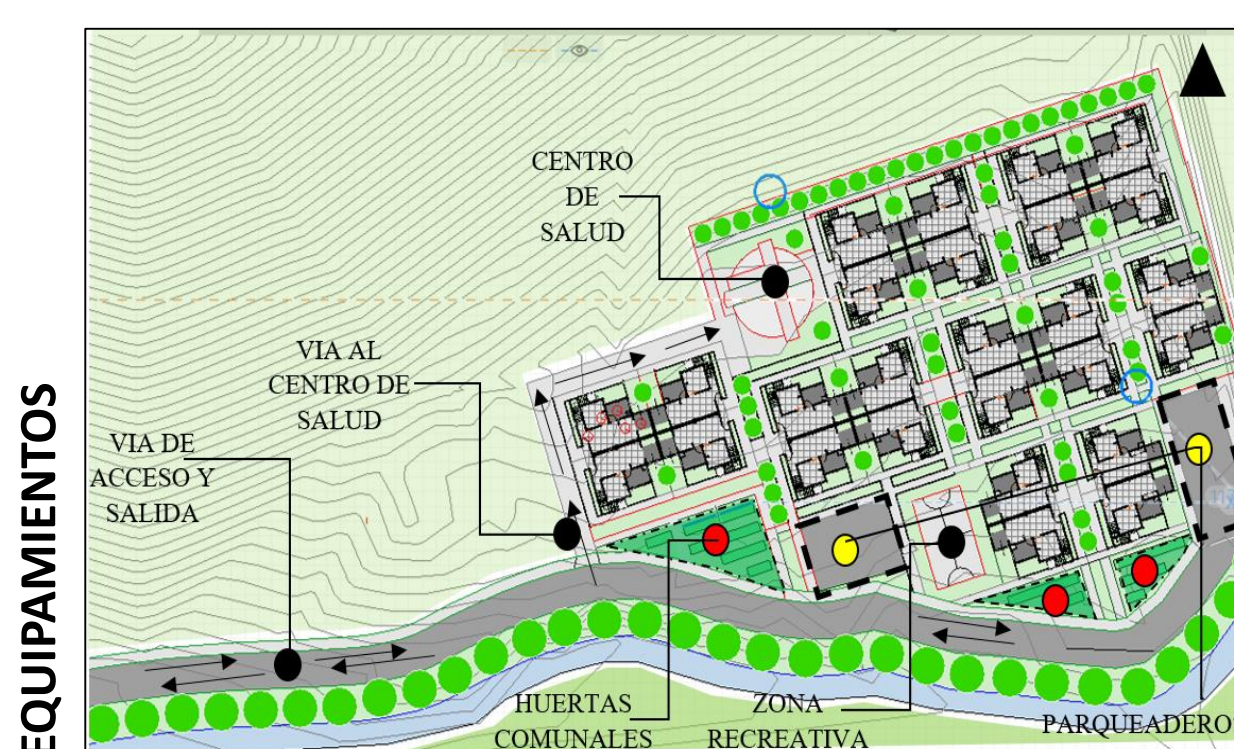 EQUIPAMIENTOS
CENTRO
DE
SALUD
VIA AL
CENTRO DE
SALUD
VIA DE
ACCESO Y
SALIDA
HUERTAS
COMUNALES
ZONA
RECREATIVA
PARQUEADERO